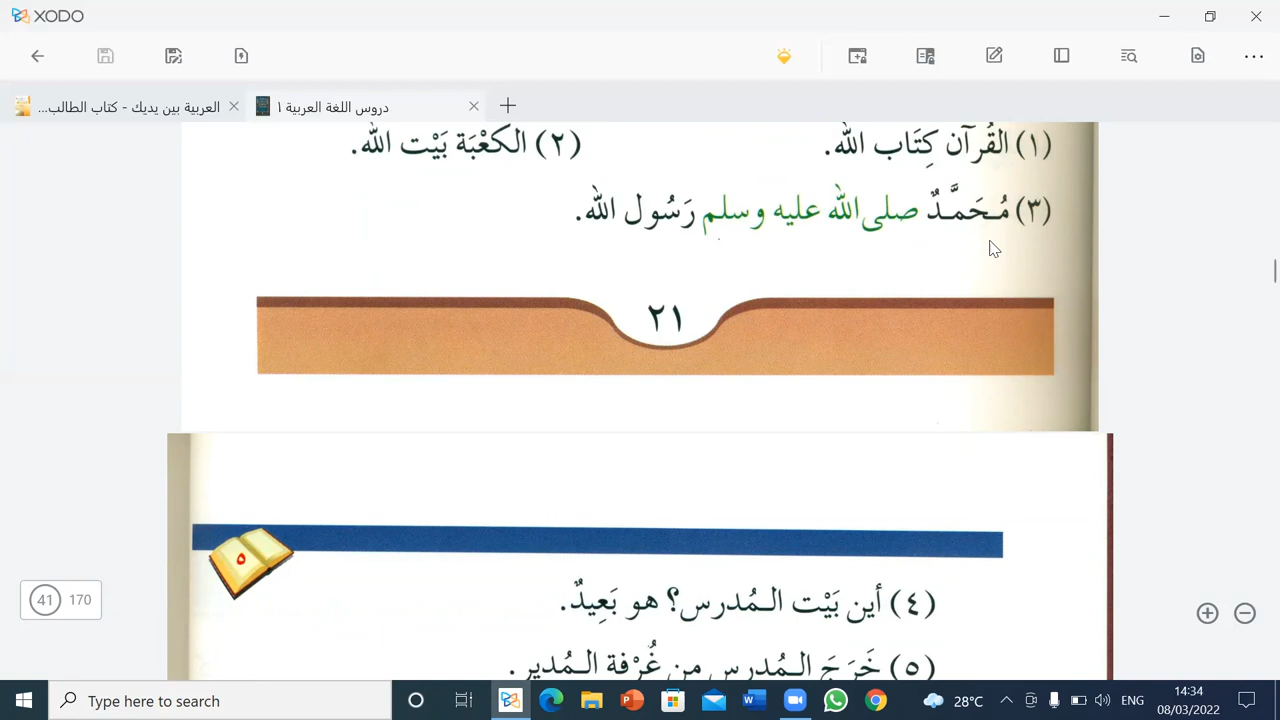 XODO
العربية بين يديك - كتاب الطالب...
دروس اللغة العربية ١
(١) القُرآن كِتَاب الله.
(٢) الكَعْبَة بَيْت الله.
(٣) مُـحَمَّـدٌ صلى الله عليه وسلم رَسُول الله.
٢١
٥
(٤) أين بَيْت الـمُدرس؟ هو بَعِيدٌ.
(٥) خَرَجَ الـمُدرس من غُرْفة الـمُدير.
41 170
Type here to search
28°C
ENG
14:34
08/03/2022